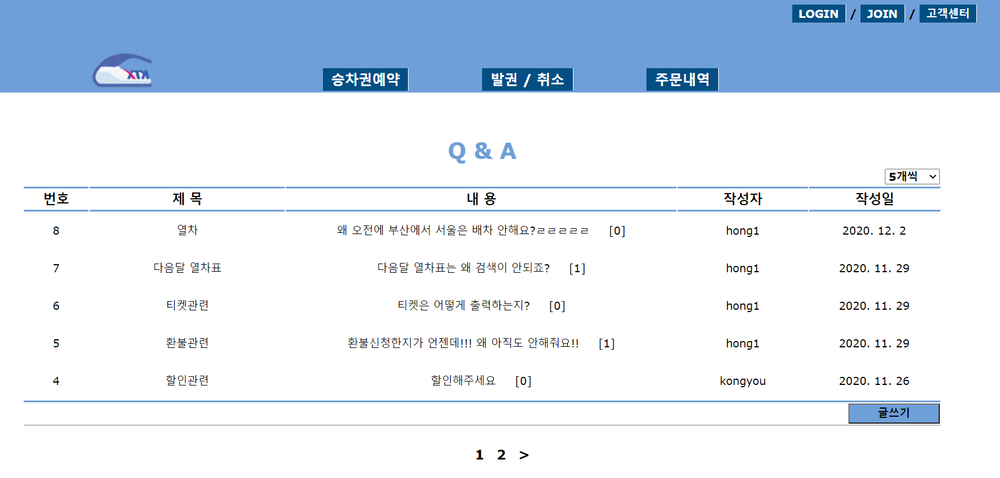 LOGIN / JOIN / 고객센터
XTK
승차권예약 발권 / 취소 주문내역
Q & A
5개씩
번호 제 목 내 용 작성자 작성일
8 열차 왜 오전에 부산에서 서울은 배차 안해요?ㄹㄹㄹㄹㄹ [0] hong1 2020. 12. 2
7 다음달 열차표 다음달 열차표는 왜 검색이 안되죠? [1] hong1 2020. 11. 29
6 티켓관련 티켓은 어떻게 출력하는지? [0] hong1 2020. 11. 29
5 환불관련 환불신청한지가 언젠데!!! 왜 아직도 안해줘요!! [1] hong1 2020. 11. 29
4 할인관련 할인해주세요 [0] kongyou 2020. 11. 26
글쓰기
1 2 >